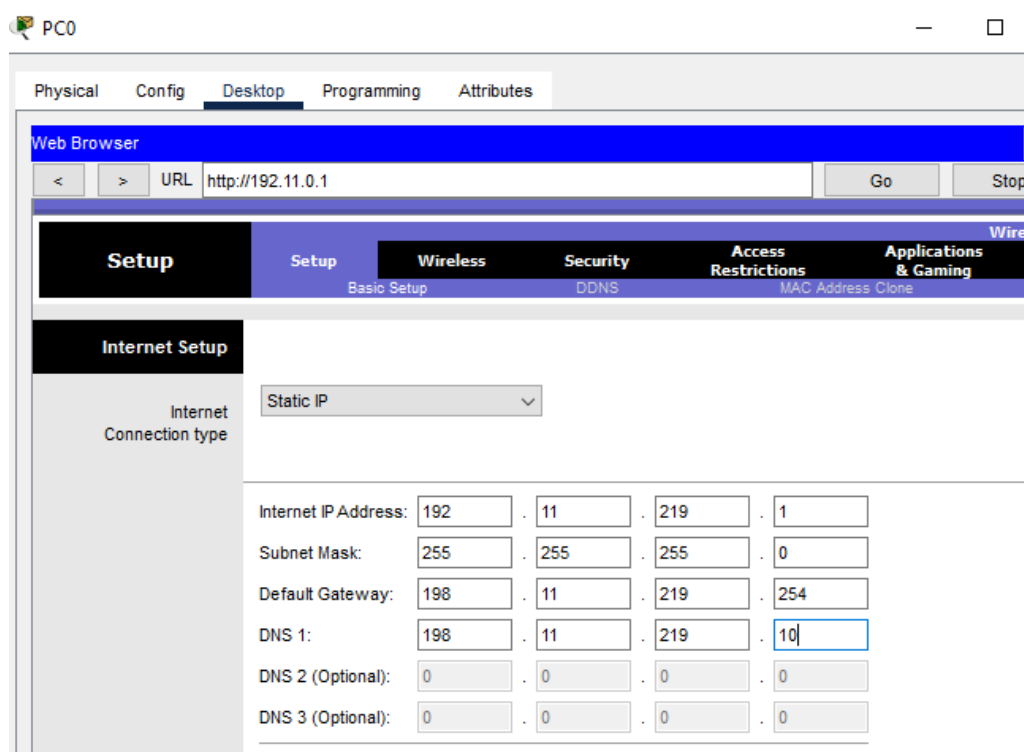 PC0
Physical Config Desktop Programming Attributes
Web Browser
< > URL http://192.11.0.1 Go Stop
Wire
Setup Setup Wireless Security Access Restrictions Applications & Gaming
Basic Setup DDNS MAC Address Clone
Internet Setup
Internet
Connection type
Static IP
Internet IP Address: 192 . 11 . 219 . 1
Subnet Mask: 255 . 255 . 255 . 0
Default Gateway: 198 . 11 . 219 . 254
DNS 1: 198 . 11 . 219 . 10
DNS 2 (Optional): 0 . 0 . 0 . 0
DNS 3 (Optional): 0 . 0 . 0 . 0